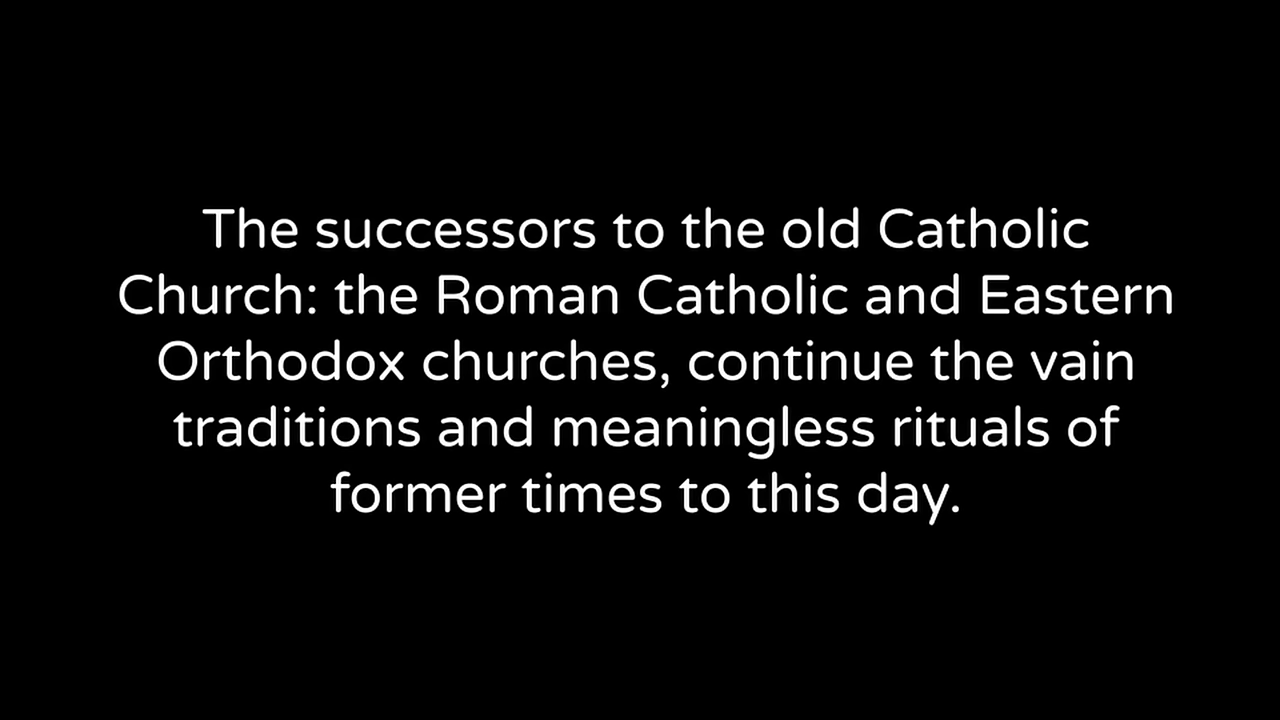 The successors to the old Catholic
Church: the Roman Catholic and Eastern
Orthodox churches, continue the vain
traditions and meaningless rituals of
former times to this day.